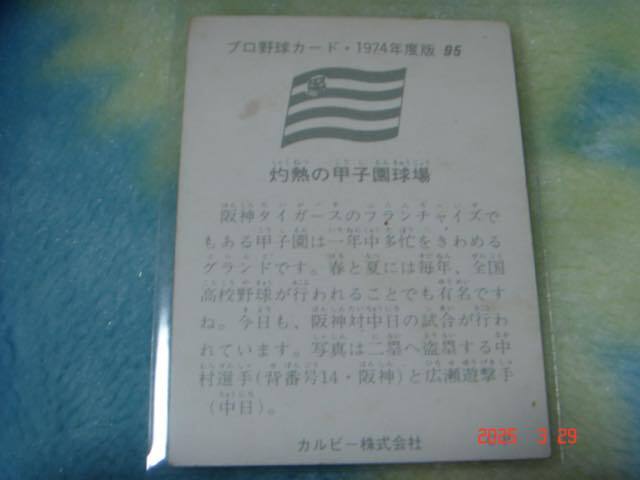 プロ野球カード・1974年度版 95
灼熱の甲子園球場
阪神タイガースのフランチャイズで
もある甲子園は一年中多忙をきわめる
グランドです。春と夏には毎年、全国
高校野球が行われることでも有名です
ね。今日も、阪神対中日の試合が行わ
れています。写真は二塁へ盗塁する中
村選手(背番号14・阪神)と広瀬遊撃手
(中日)。
カルビー株式会社
2025 3 29